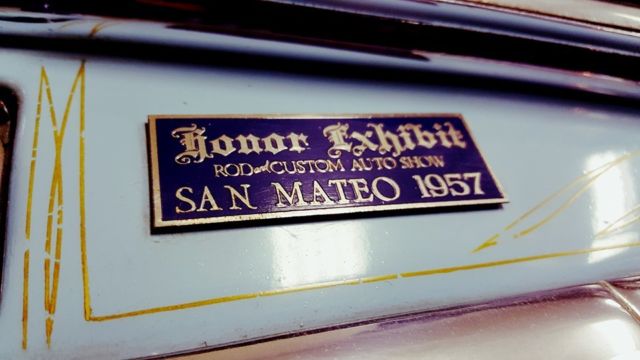 Honor Exhibit
ROD and CUSTOM AUTO SHOW
SAN MATEO 1957